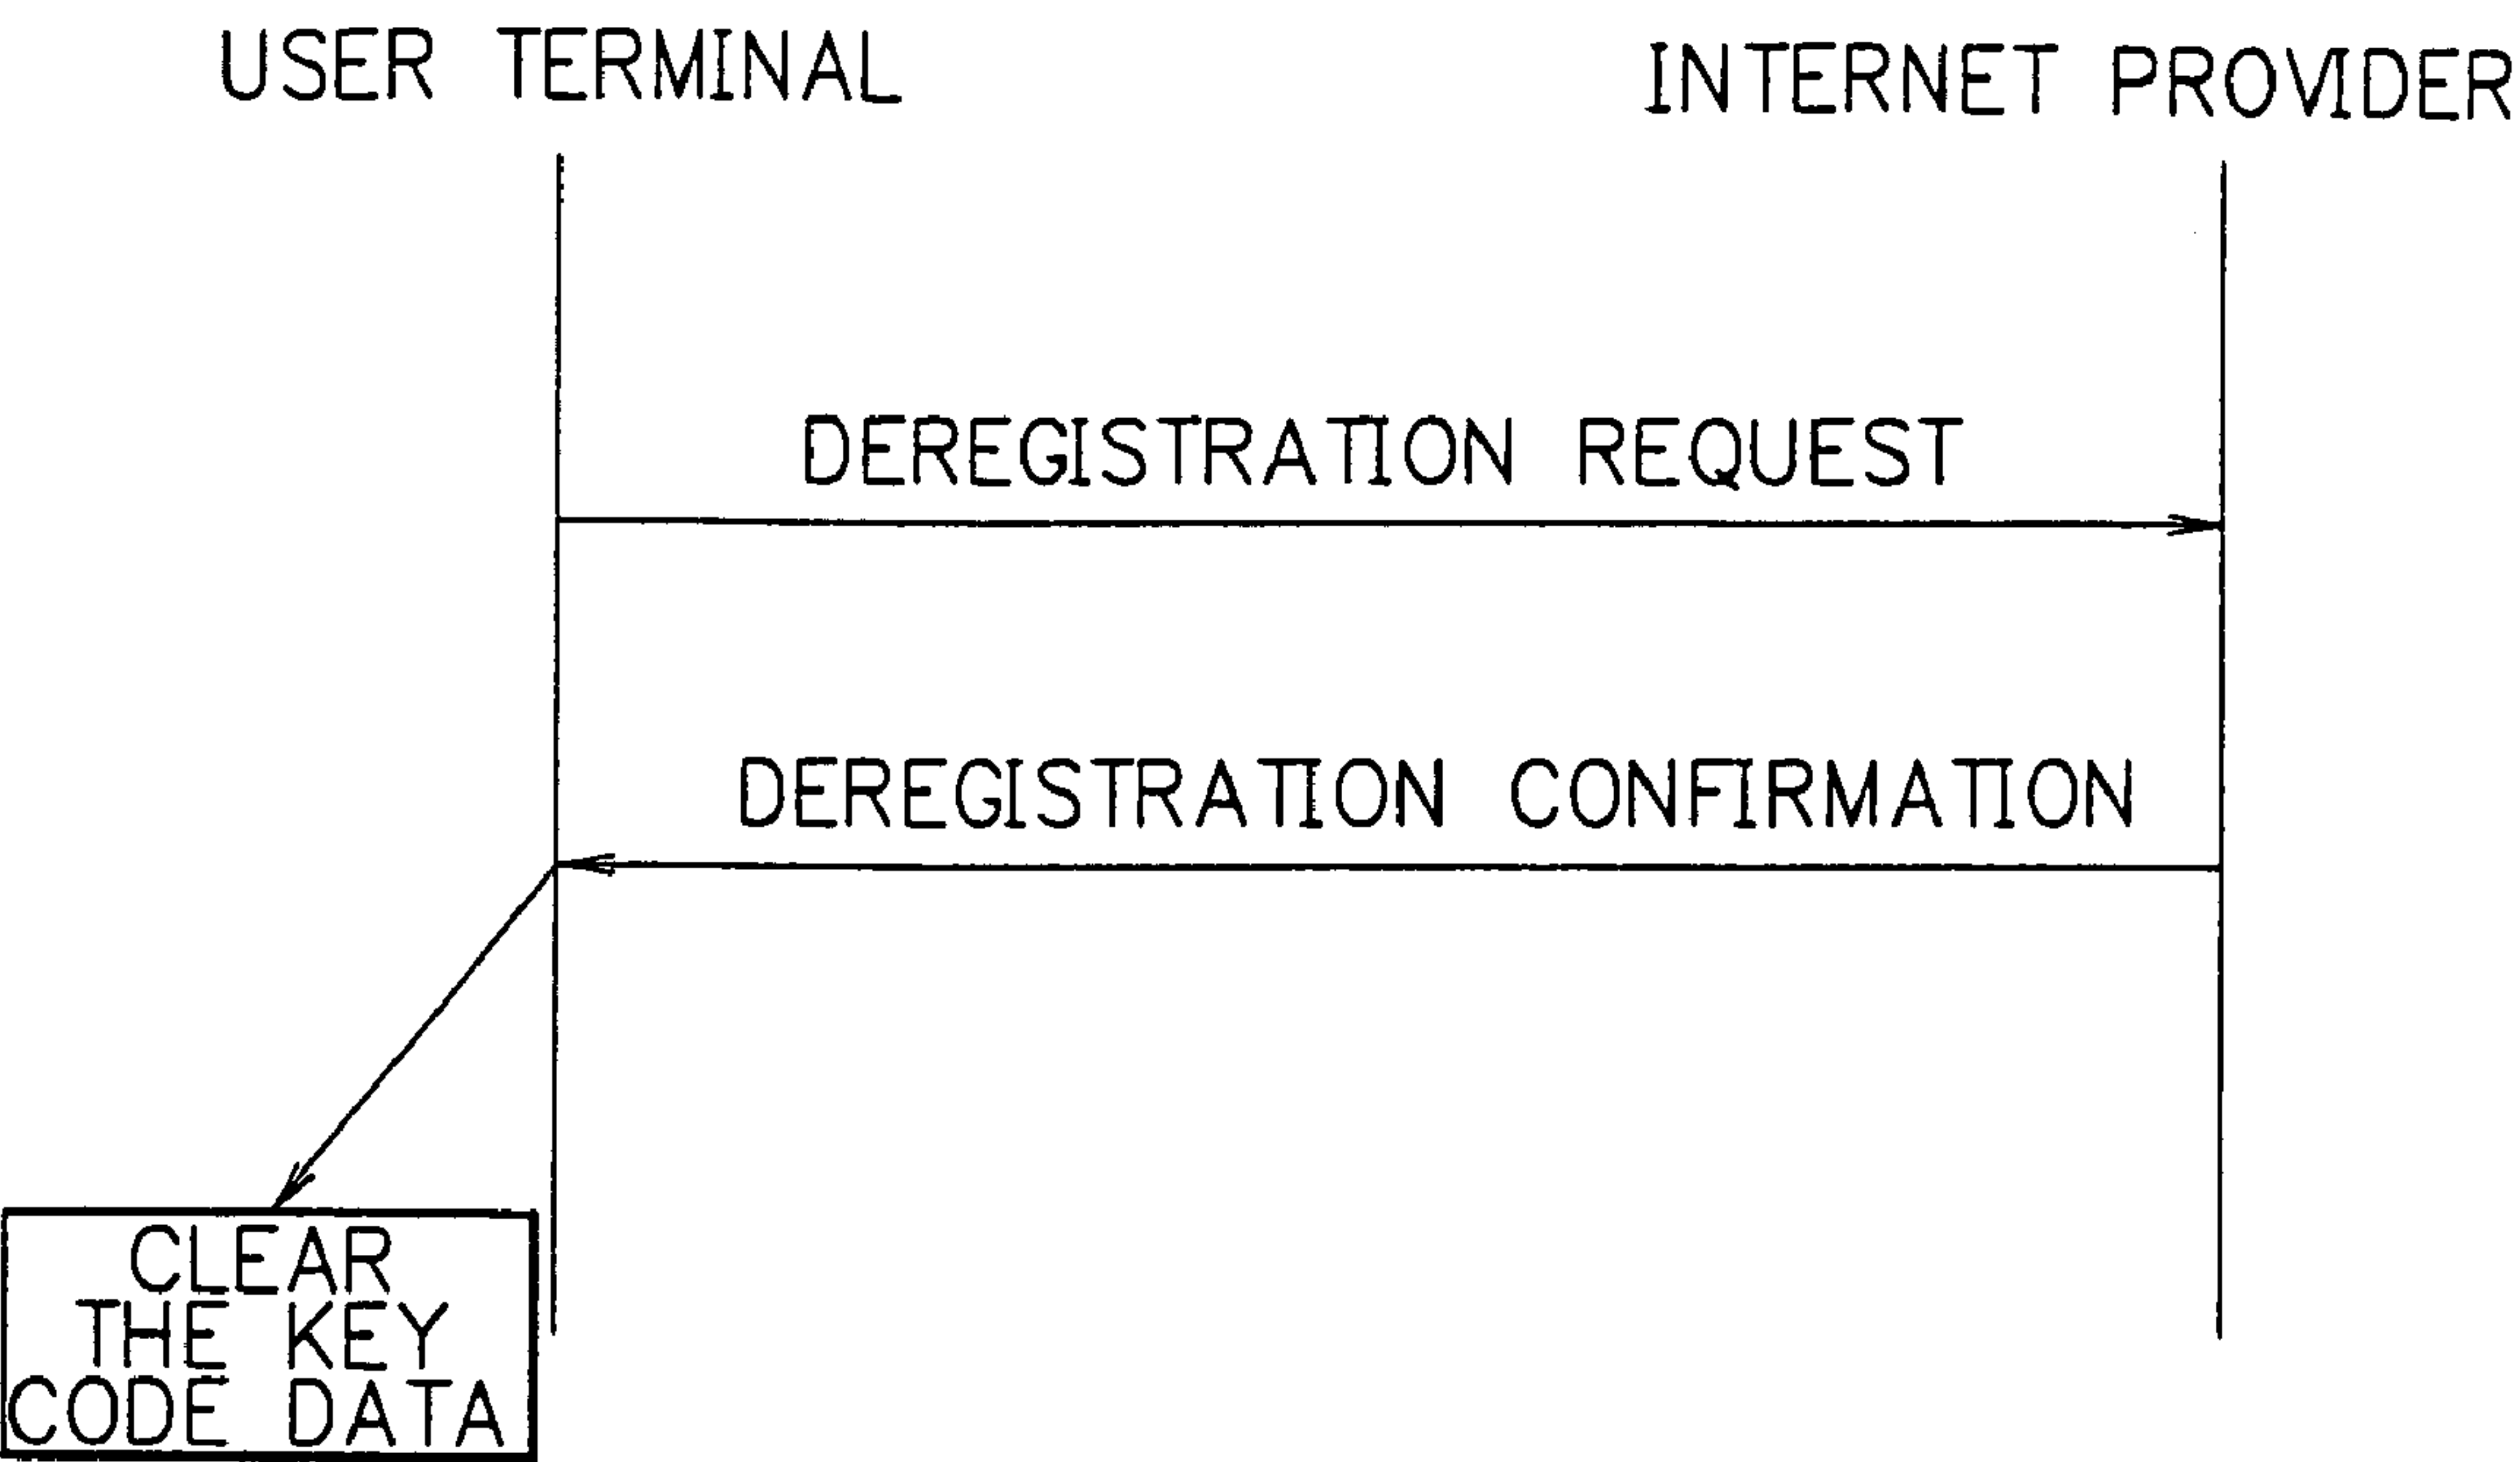 USER TERMINAL
INTERNET PROVIDER
DEREGISTRATION REQUEST
DEREGISTRATION CONFIRMATION
CLEAR
THE KEY
CODE DATA